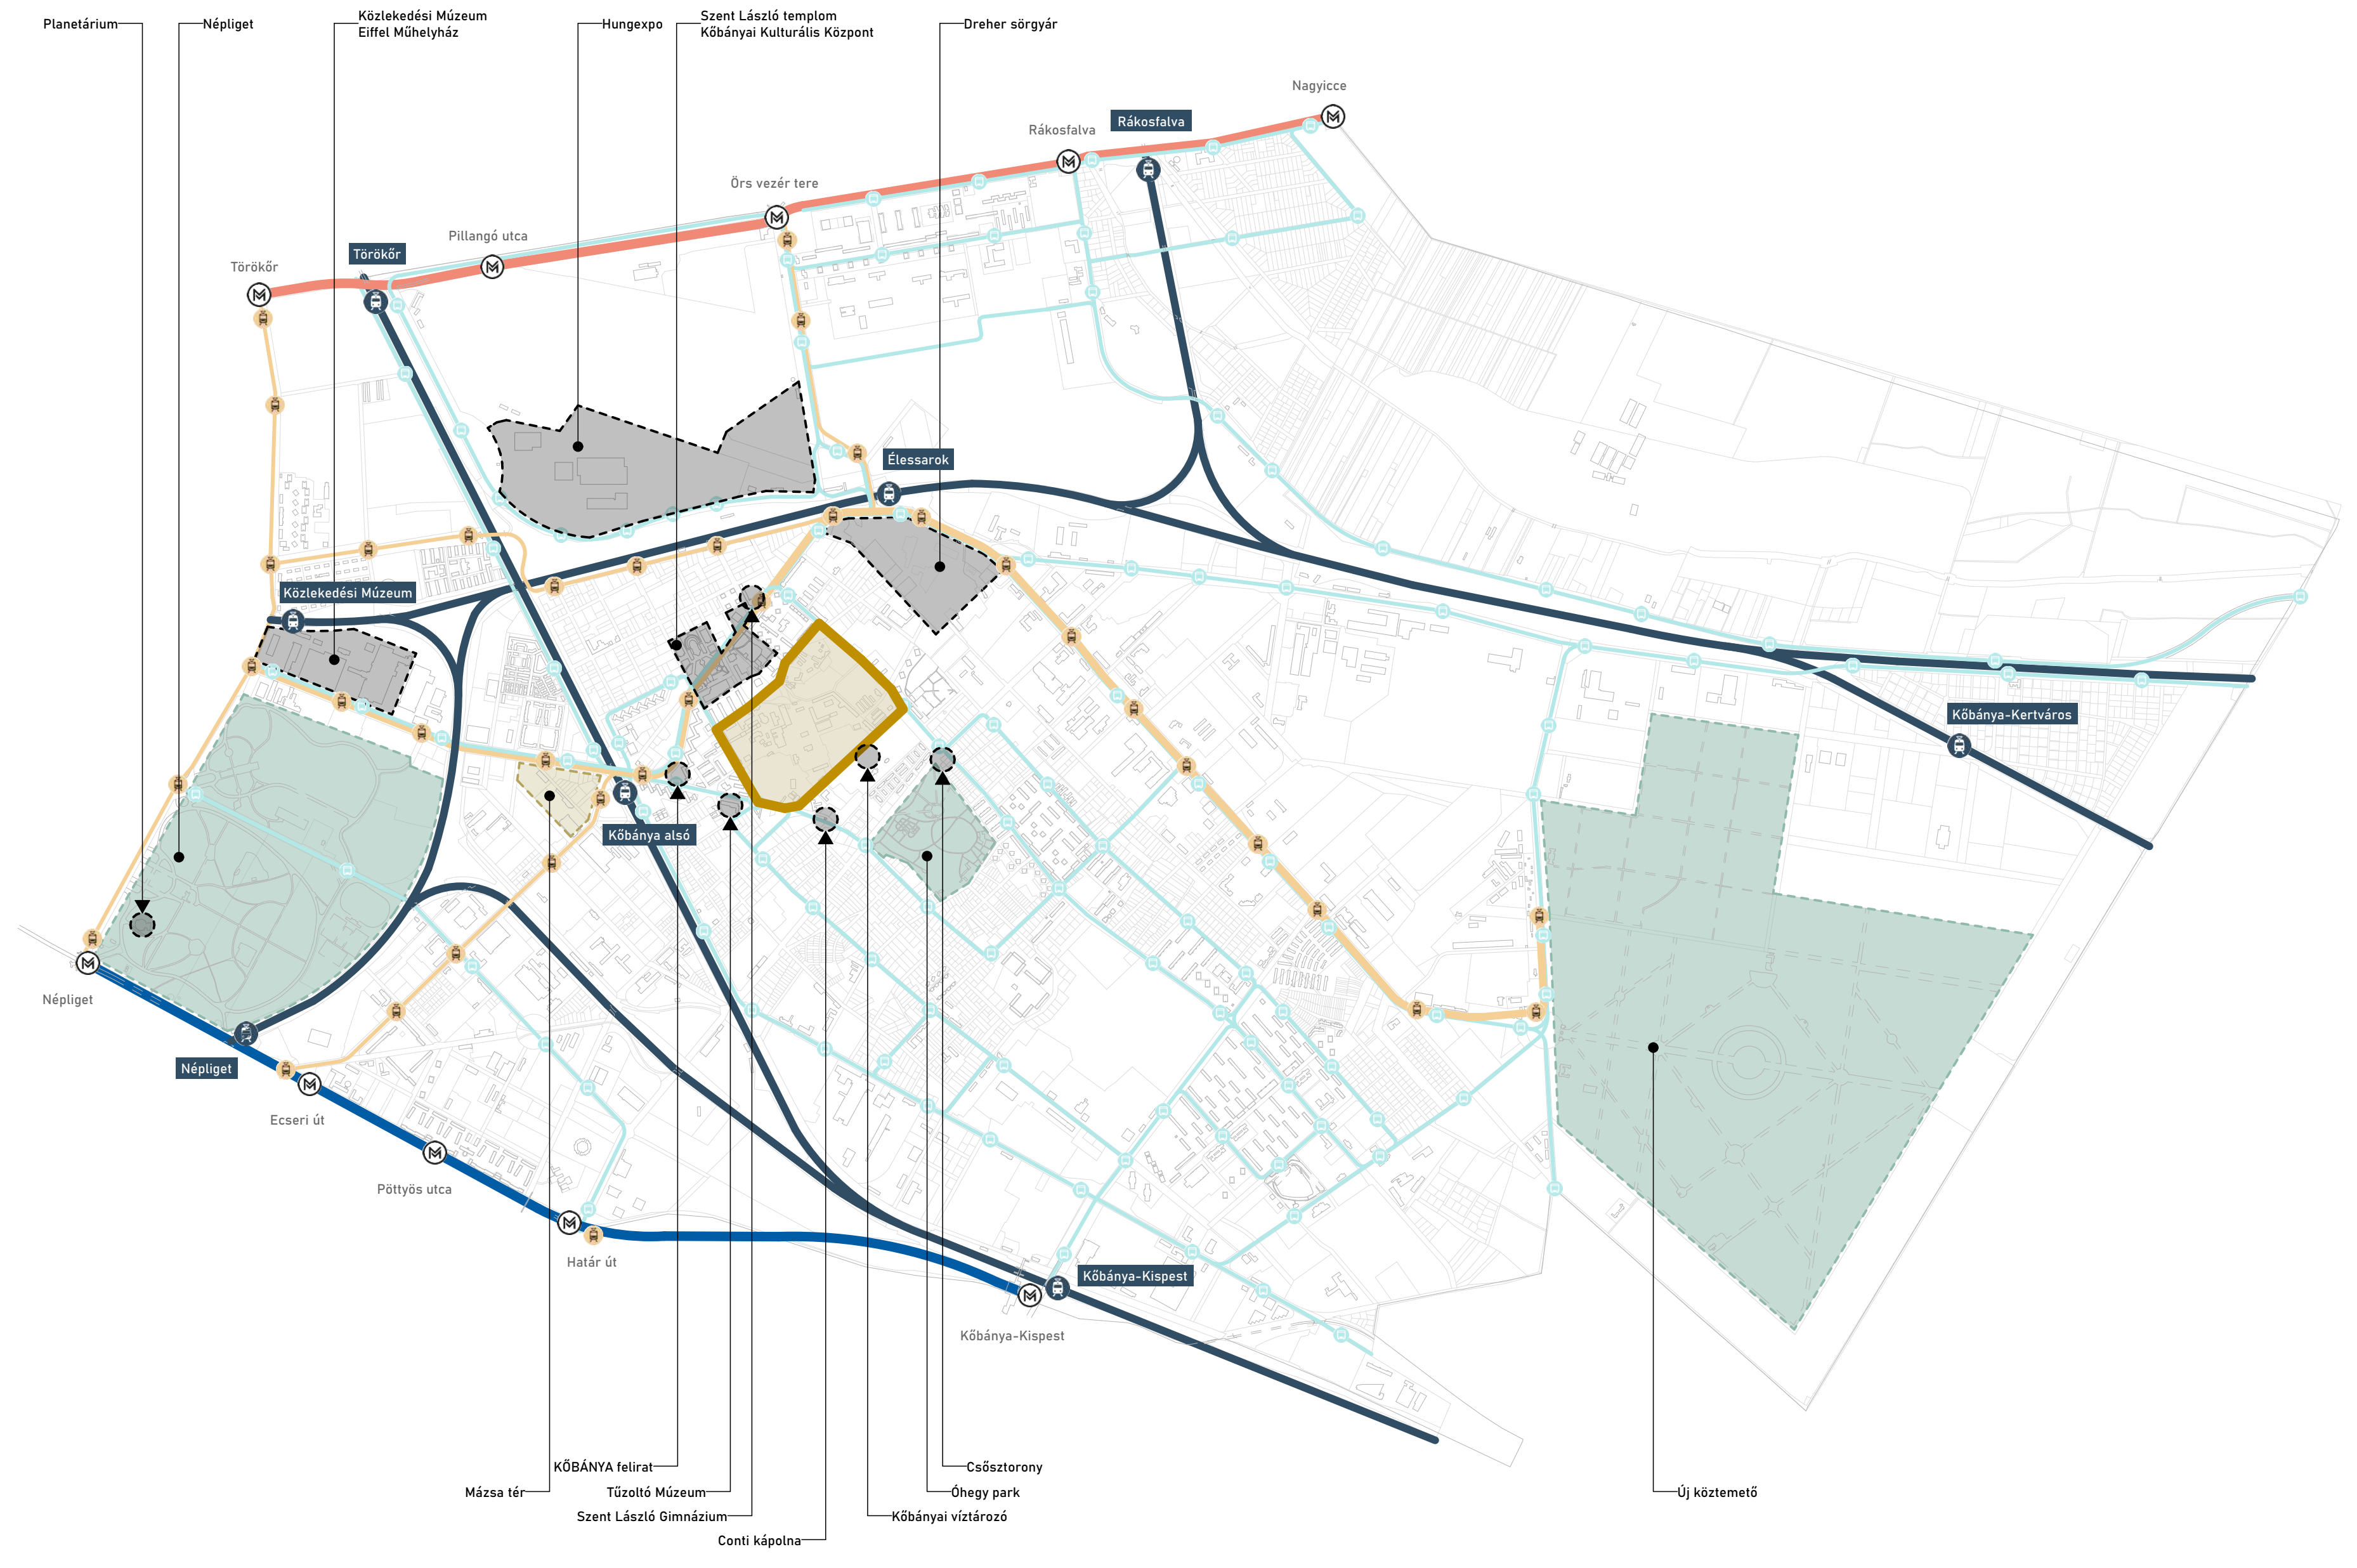 Planetárium
Népliget
Közlekedési Múzeum
Eiffel Műhelyház
Hungexpo
Szent László templom
Kőbányai Kulturális Központ
Dreher sörgyár
Nagyicce
Rákosfalva
Rákosfalva
Örs vezér tere
Pillangó utca
Törökőr
Törökőr
Élessarok
Közlekedési Múzeum
Kőbánya-Kertváros
Kőbánya alsó
Népliget
Népliget
Ecseri út
Pöttyös utca
Határ út
Kőbánya-Kispest
Kőbánya-Kispest
KŐBÁNYA felirat
Csősztorony
Mázsa tér
Tűzoltó Múzeum
Óhegy park
Új köztemető
Szent László Gimnázium
Kőbányai víztározó
Conti kápolna